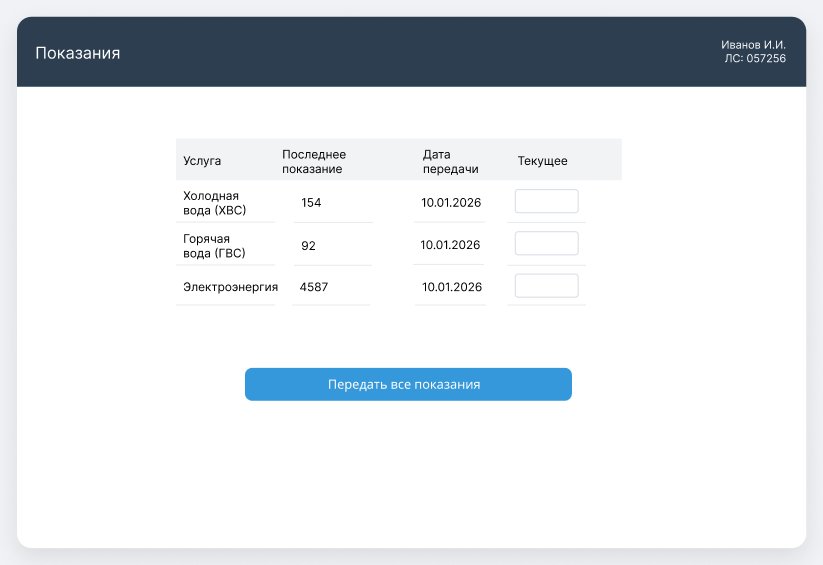 Показания
Иванов И.И.
ЛС: 057256
Услуга
Последнее
показание
Дата
передачи
Текущее
Холодная
вода (ХВС)
154
10.01.2026
Горячая
вода (ГВС)
92
10.01.2026
Электроэнергия
4587
10.01.2026
Передать все показания